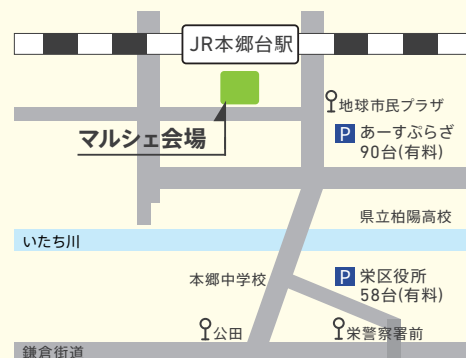 JR本郷台駅
地球市民プラザ
P あーすぷらざ
90台(有料)
マルシェ会場
県立柏陽高校
いたち川
本郷中学校
P 栄区役所
58台(有料)
公田
栄警察署前
鎌倉街道